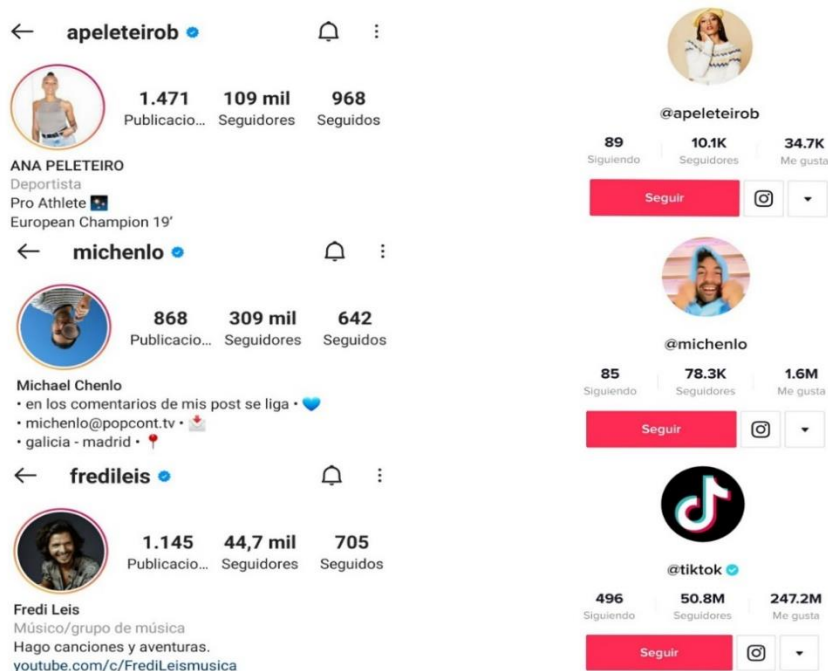 apeleteirob
1.471 109 mil 968
Publicacio... Seguidores Seguidos
ANA PELETEIRO
Deportista
Pro Athlete
European Champion 19'
michenlo
868 309 mil 642
Publicacio... Seguidores Seguidos
Michael Chenlo
• en los comentarios de mis post se liga • 💙
• michenlo@popcont.tv • 📩
• galicia - madrid • 📍
fredileis
1.145 44,7 mil 705
Publicacio... Seguidores Seguidos
Fredi Leis
Músico/grupo de música
Hago canciones y aventuras.
youtube.com/c/FrediLeismusica
@apeleteirob
89 10.1K 34.7K
Siguiendo Seguidores Me gusta
Seguir
@michenlo
85 78.3K 1.6M
Siguiendo Seguidores Me gusta
Seguir
@tiktok
496 50.8M 247.2M
Siguiendo Seguidores Me gusta
Seguir